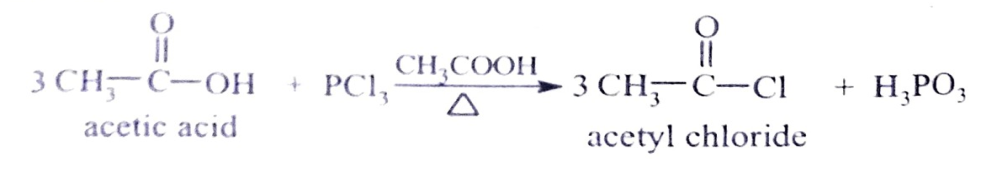 O O
3 CH₃—C—OH + PCl₃ CH₃COOH △ 3 CH₃—C—Cl + H₃PO₃
acetic acid acetyl chloride